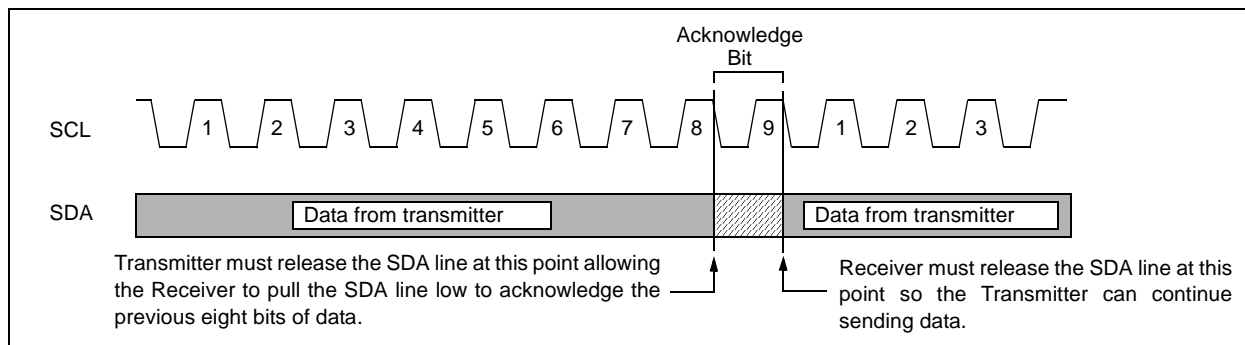 Acknowledge
Bit
SCL
1 2 3 4 5 6 7 8 9 1 2 3
SDA
Data from transmitter
Data from transmitter
Transmitter must release the SDA line at this point allowing
the Receiver to pull the SDA line low to acknowledge the
previous eight bits of data.
Receiver must release the SDA line at this
point so the Transmitter can continue
sending data.